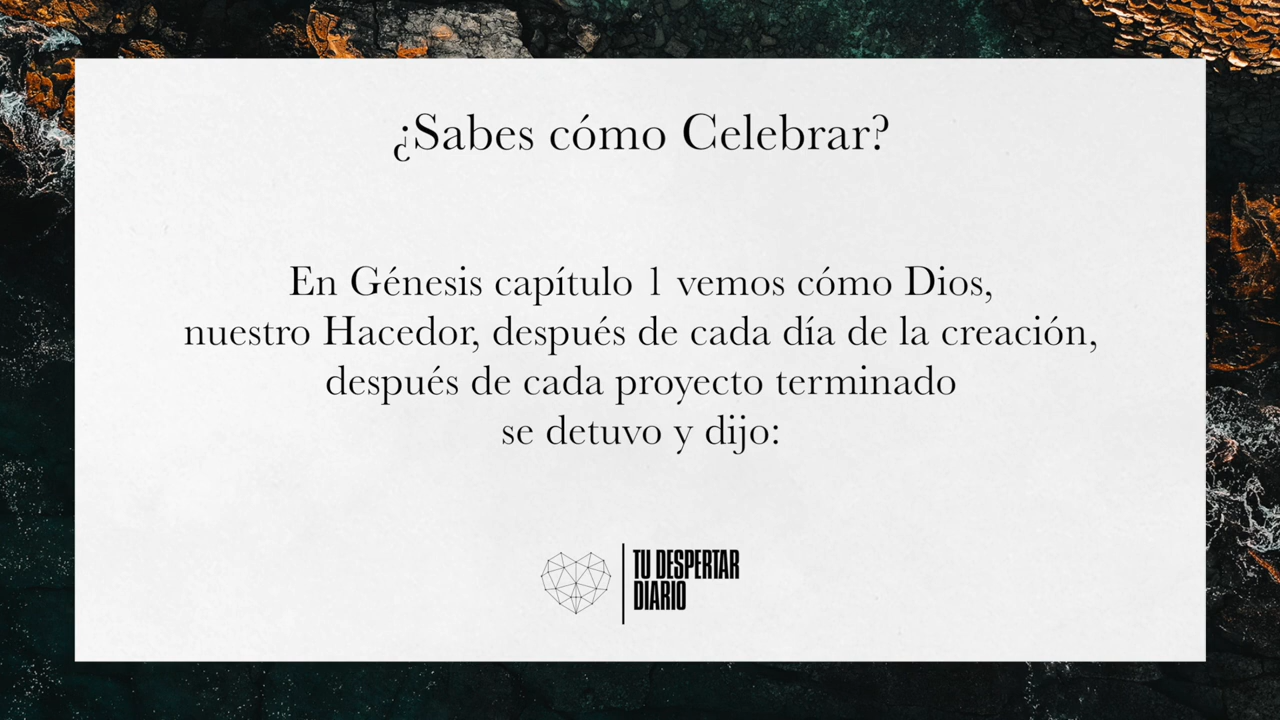 ¿Sabes cómo Celebrar?
En Génesis capítulo 1 vemos cómo Dios,
nuestro Hacedor, después de cada día de la creación,
después de cada proyecto terminado
se detuvo y dijo:
TU DESPERTAR
DIARIO